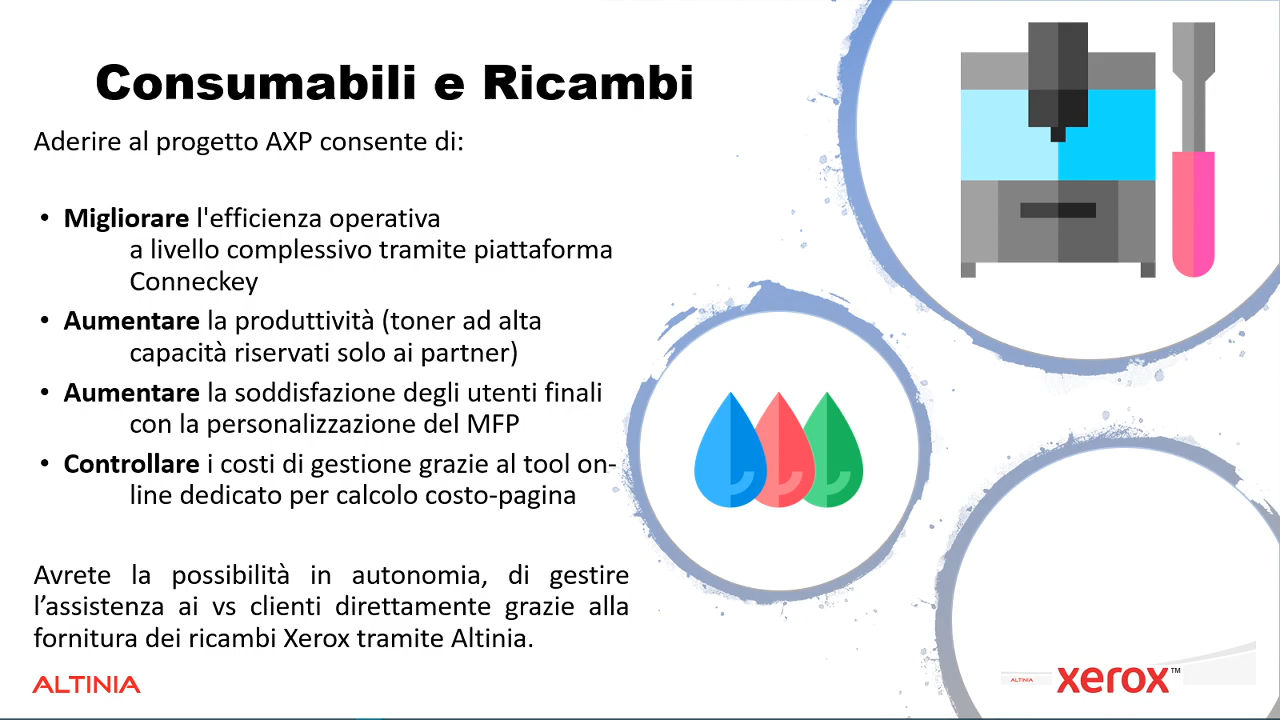 Consumabili e Ricambi
Aderire al progetto AXP consente di:
• Migliorare l'efficienza operativa
a livello complessivo tramite piattaforma
Conneckey
• Aumentare la produttività (toner ad alta
capacità riservati solo ai partner)
• Aumentare la soddisfazione degli utenti finali
con la personalizzazione del MFP
• Controllare i costi di gestione grazie al tool on-
line dedicato per calcolo costo-pagina
Avrete la possibilità in autonomia, di gestire
l’assistenza ai vs clienti direttamente grazie alla
fornitura dei ricambi Xerox tramite Altinia.
ALTINIA
ALTINIA
xerox™